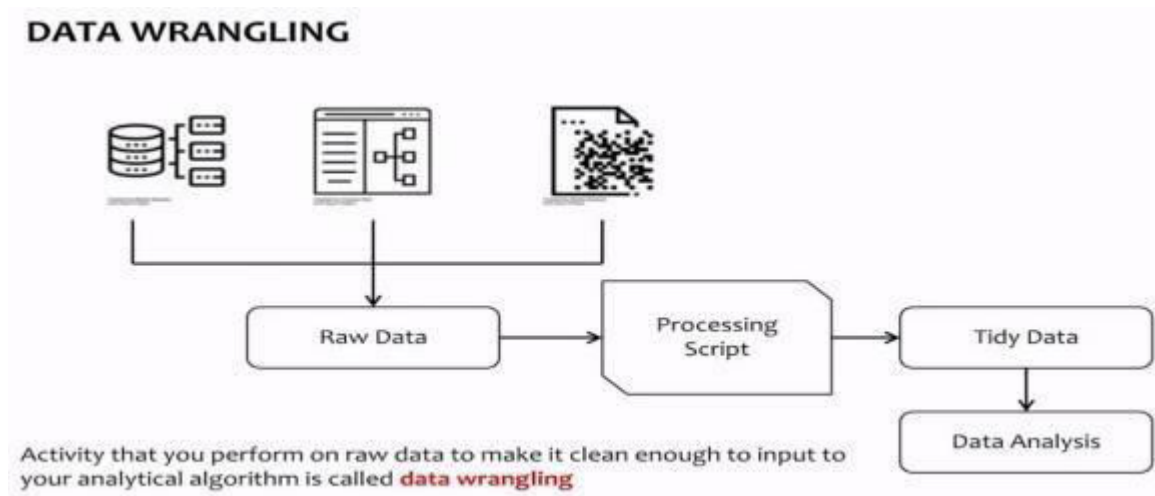 DATA WRANGLING
Raw Data
Processing
Script
Tidy Data
Data Analysis
Activity that you perform on raw data to make it clean enough to input to
your analytical algorithm is called data wrangling